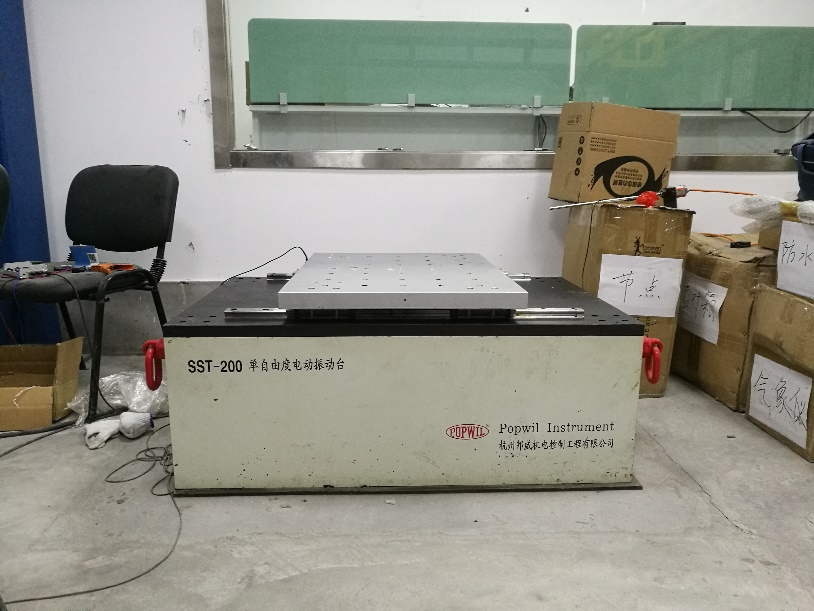 SST-200 单自由度电动振动台
POPWIL
Popwil Instrument
杭州邦威机电控制工程有限公司
节点
防水
气象仪